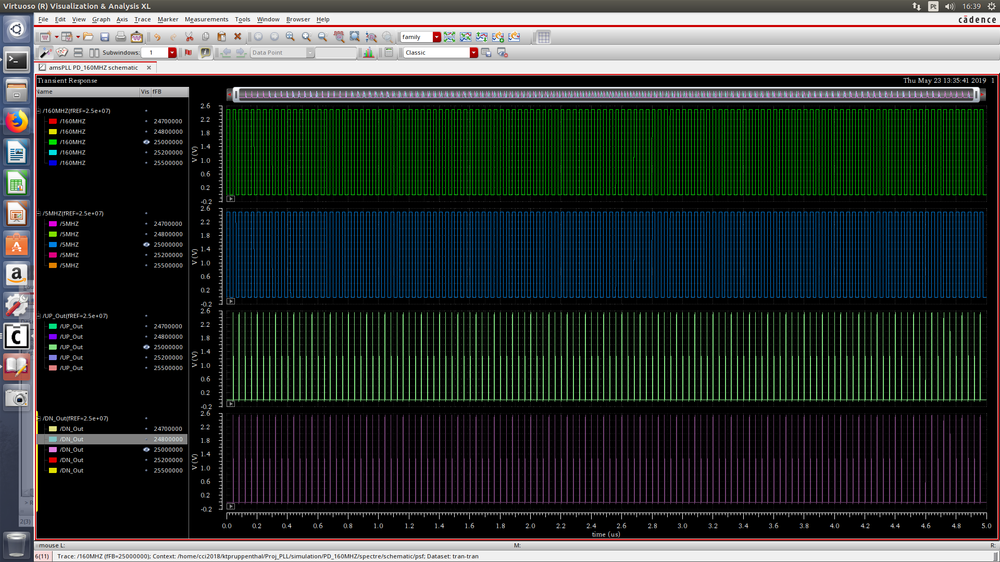 Virtuoso (R) Visualization & Analysis XL
Pt
16:39
File Edit View Graph Axis Trace Marker Measurements Tools Window Browser Help
cādence
family
Subwindows: 1
Data Point
Classic
amsPLL PD_160MHZ schematic
Transient Response
Thu May 23 13:35:41 2019 1
Name Vis fFB
/160MHZ(fREF=2.5e+07)
/160MHZ 24700000
/160MHZ 24800000
/160MHZ 25000000
/160MHZ 25200000
/160MHZ 25500000
2.6
2.2
1.8
1.4
1.0
0.6
0.2
-0.2
V (V)
/5MHZ(fREF=2.5e+07)
/5MHZ 24700000
/5MHZ 24800000
/5MHZ 25000000
/5MHZ 25200000
/5MHZ 25500000
2.6
2.2
1.8
1.4
1.0
0.6
0.2
-0.2
V (V)
/UP_Out(fREF=2.5e+07)
/UP_Out 24700000
/UP_Out 24800000
/UP_Out 25000000
/UP_Out 25200000
/UP_Out 25500000
2.6
2.2
1.8
1.4
1.0
0.6
0.2
-0.2
V (V)
/DN_Out(fREF=2.5e+07)
/DN_Out 24700000
/DN_Out 24800000
/DN_Out 25000000
/DN_Out 25200000
/DN_Out 25500000
2.6
2.2
1.8
1.4
1.0
0.6
0.2
-0.2
V (V)
0.0 0.2 0.4 0.6 0.8 1.0 1.2 1.4 1.6 1.8 2.0 2.2 2.4 2.6 2.8 3.0 3.2 3.4 3.6 3.8 4.0 4.2 4.4 4.6 4.8 5.0
time (us)
> R
2(3)
mouse L: M: R:
6(11) Trace: /160MHZ (fFB=25000000); Context: /home/cci2018/ktpruppenthal/Proj_PLL/simulation/PD_160MHZ/spectre/schematic/psf; Dataset: tran-tran